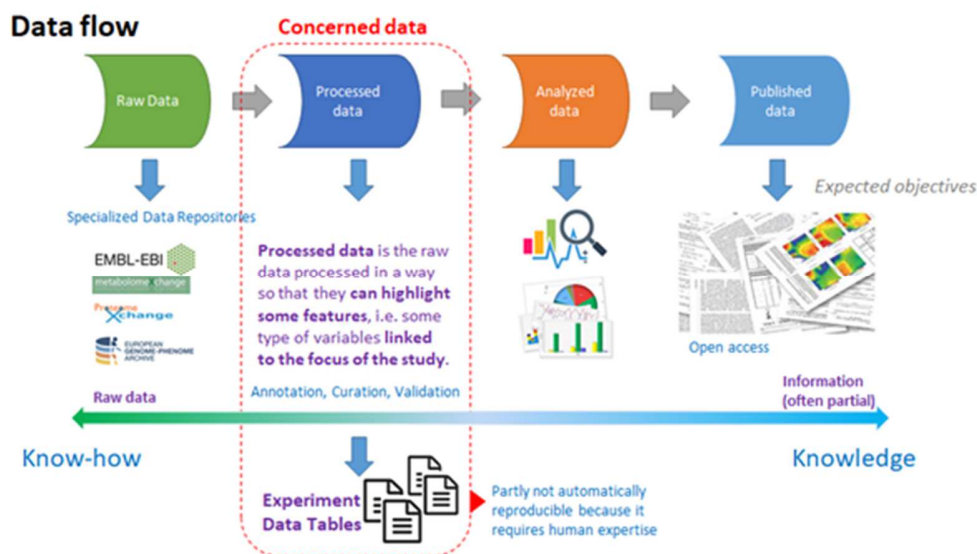 Data flow
Concerned data
Raw Data
Processed
data
Analyzed
data
Published
data
Expected objectives
Specialized Data Repositories
EMBL-EBI
metabolomeXchange
Proteome
Xchange
EUROPEAN
GENOME-PHENOME
ARCHIVE
Processed data is the raw
data processed in a way
so that they can highlight
some features, i.e. some
type of variables linked
to the focus of the study.
Open access
Raw data
Annotation, Curation, Validation
Information
(often partial)
Know-how
Knowledge
Experiment
Data Tables
Partly not automatically
reproducible because it
requires human expertise